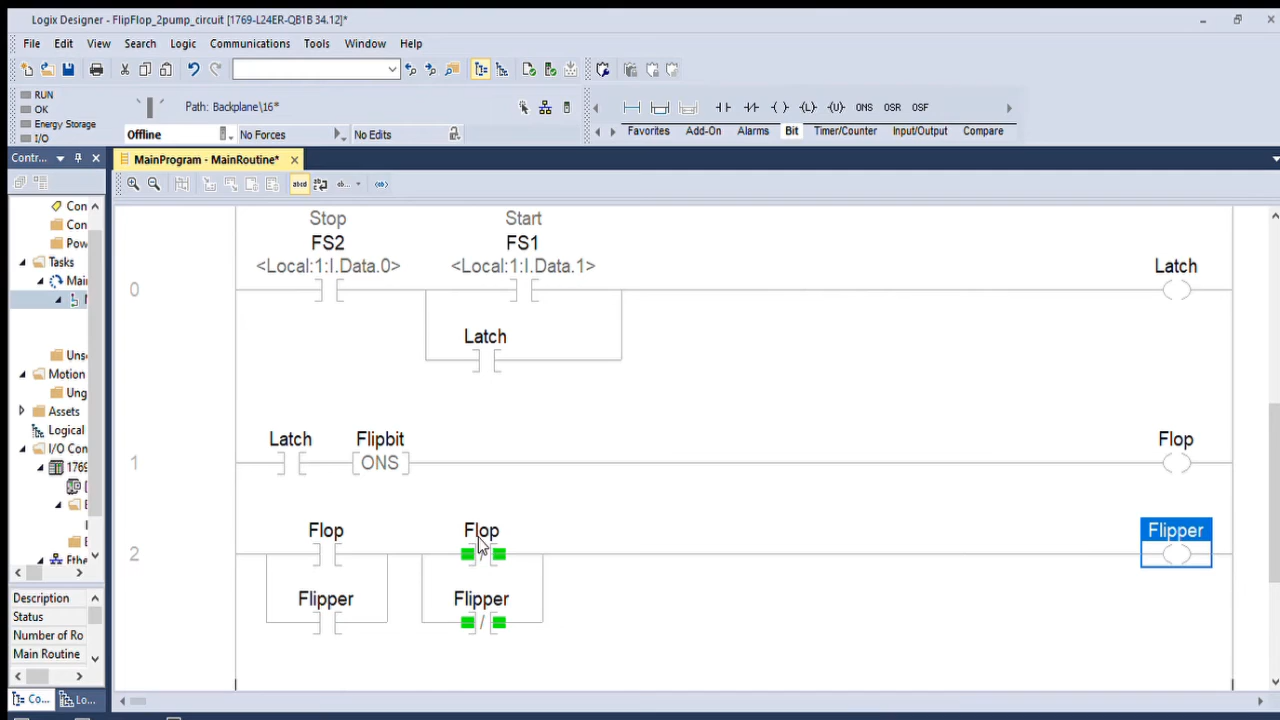 Logix Designer - FlipFlop_2pump_circuit [1769-L24ER-QB1B 34.12]*
File Edit View Search Logic Communications Tools Window Help
RUN
OK
Energy Storage
I/O
Path: Backplane\16*
Offline
No Forces
No Edits
Favorites Add-On Alarms Bit Timer/Counter Input/Output Compare
ONS OSR OSF
Contr...
MainProgram - MainRoutine*
Con
Con
Pow
Tasks
Mai
Uns
Motion
Ung
Assets
Logical
I/O Con
1769
Ethe
Description
Status
Number of Ro
Main Routine
Co...
Lo...
Stop
FS2
<Local:1:I.Data.0>
Start
FS1
<Local:1:I.Data.1>
Latch
0
Latch
Latch
Flipbit
ONS
Flop
1
Flop
Flop
Flipper
2
Flipper
Flipper